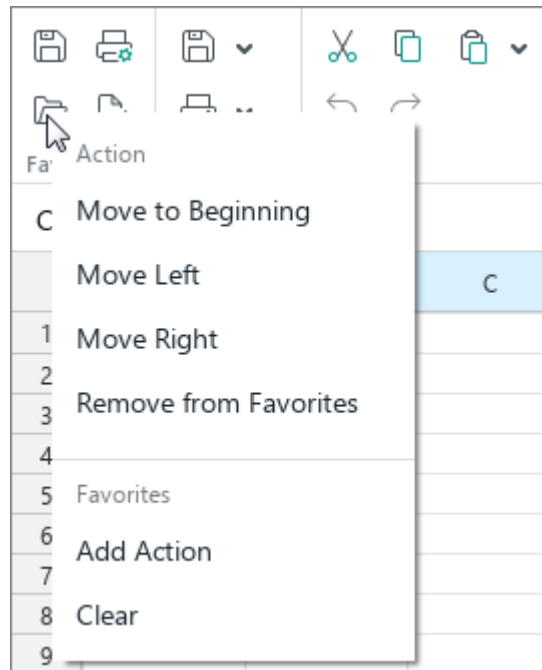 Fa
Action
C
Move to Beginning
Move Left
C
Move Right
1
2
Remove from Favorites
3
4
Favorites
5
6
Add Action
7
8
Clear
9